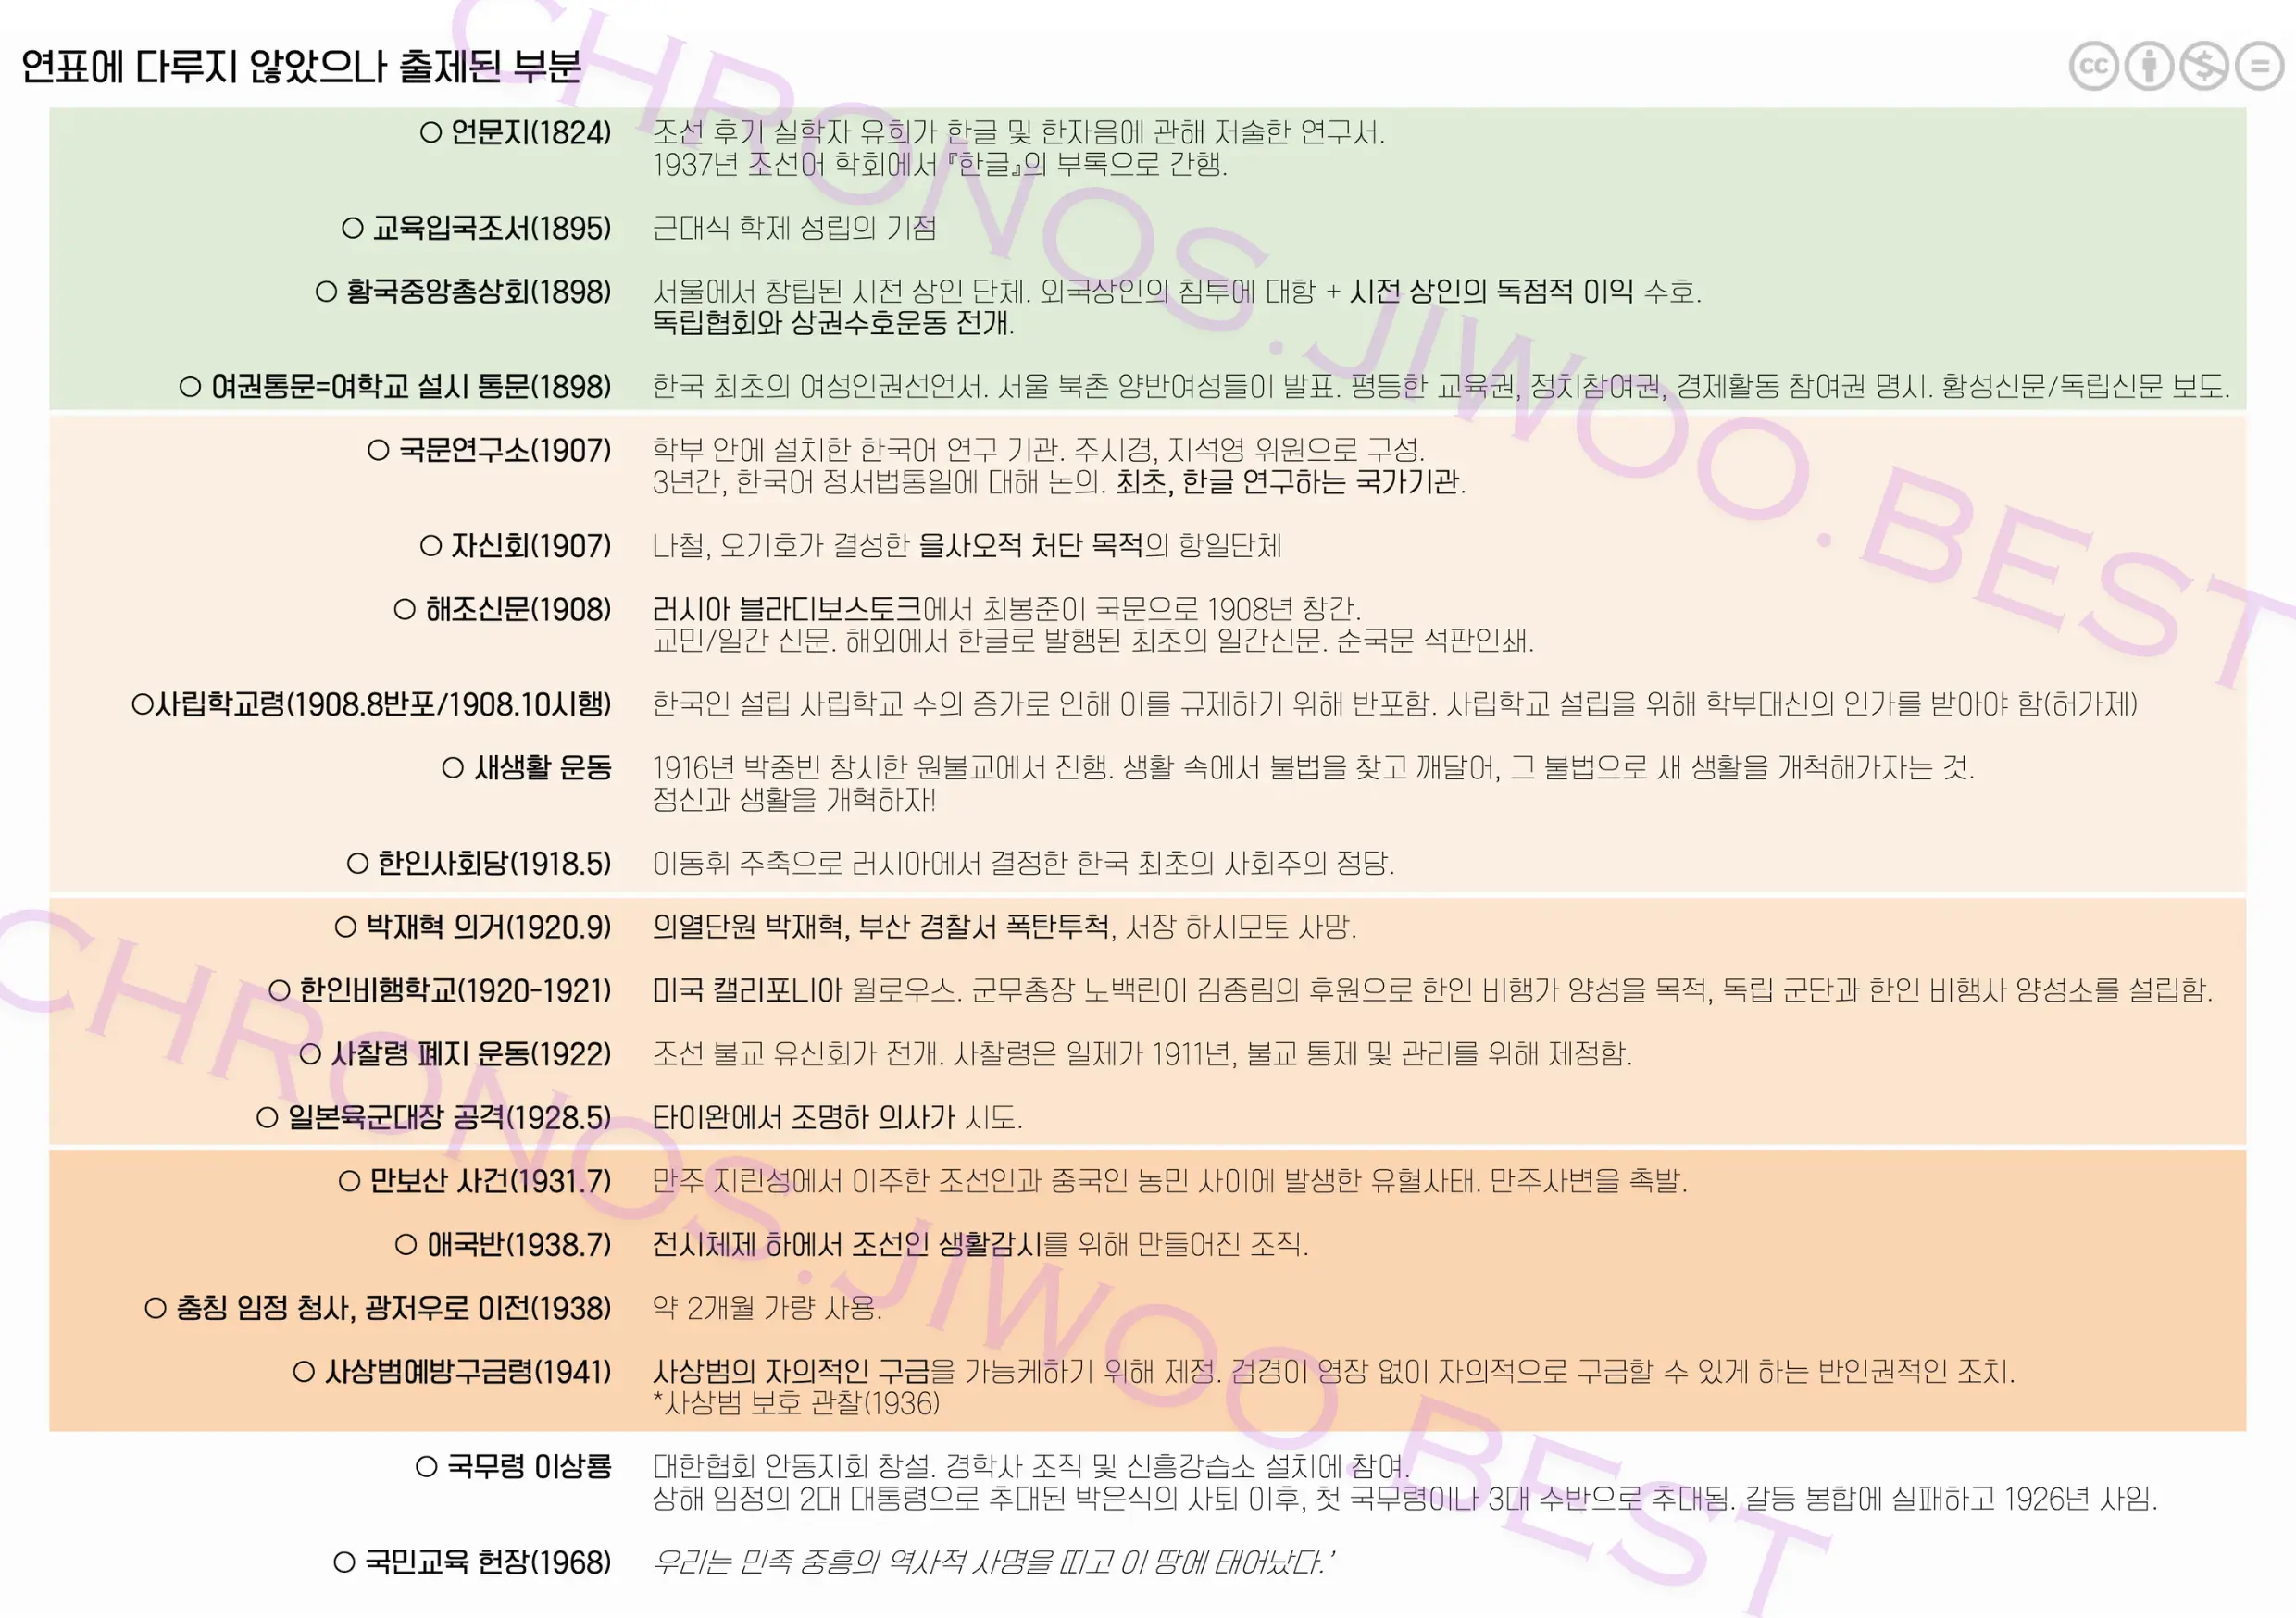 연표에 다루지 않았으나 출제된 부분
○ 언문지(1824) 조선 후기 실학자 유희가 한글 및 한자음에 관해 저술한 연구서.
1937년 조선어 학회에서 『한글』의 부록으로 간행.
○ 교육입국조서(1895) 근대식 학제 성립의 기점
○ 황국중앙총상회(1898) 서울에서 창립된 시전 상인 단체. 외국상인의 침투에 대항 + 시전 상인의 독점적 이익 수호.
독립협회와 상권수호운동 전개.
○ 여권통문=여학교 설시 통문(1898) 한국 최초의 여성인권선언서. 서울 북촌 양반여성들이 발표. 평등한 교육권, 정치참여권, 경제활동 참여권 명시. 황성신문/독립신문 보도.
○ 국문연구소(1907) 학부 안에 설치한 한국어 연구 기관. 주시경, 지석영 위원으로 구성.
3년간, 한국어 정서법통일에 대해 논의. 최초, 한글 연구하는 국가기관.
○ 자신회(1907) 나철, 오기호가 결성한 을사오적 처단 목적의 항일단체
○ 해조신문(1908) 러시아 블라디보스토크에서 최봉준이 국문으로 1908년 창간.
교민/일간 신문. 해외에서 한글로 발행된 최초의 일간신문. 순국문 석판인쇄.
○사립학교령(1908.8반포/1908.10시행) 한국인 설립 사립학교 수의 증가로 인해 이를 규제하기 위해 반포함. 사립학교 설립을 위해 학부대신의 인가를 받아야 함(허가제)
○ 새생활 운동 1916년 박중빈 창시한 원불교에서 진행. 생활 속에서 불법을 찾고 깨달어, 그 불법으로 새 생활을 개척해가자는 것.
정신과 생활을 개혁하자!
○ 한인사회당(1918.5) 이동휘 주축으로 러시아에서 결정한 한국 최초의 사회주의 정당.
○ 박재혁 의거(1920.9) 의열단원 박재혁, 부산 경찰서 폭탄투척, 서장 하시모토 사망.
○ 한인비행학교(1920-1921) 미국 캘리포니아 윌로우스. 군무총장 노백린이 김종림의 후원으로 한인 비행가 양성을 목적, 독립 군단과 한인 비행사 양성소를 설립함.
○ 사찰령 폐지 운동(1922) 조선 불교 유신회가 전개. 사찰령은 일제가 1911년, 불교 통제 및 관리를 위해 제정함.
○ 일본육군대장 공격(1928.5) 타이완에서 조명하 의사가 시도.
○ 만보산 사건(1931.7) 만주 지린성에서 이주한 조선인과 중국인 농민 사이에 발생한 유혈사태. 만주사변을 촉발.
○ 애국반(1938.7) 전시체제 하에서 조선인 생활감시를 위해 만들어진 조직.
○ 충칭 임정 청사, 광저우로 이전(1938) 약 2개월 가량 사용.
○ 사상범예방구금령(1941) 사상범의 자의적인 구금을 가능케하기 위해 제정. 검경이 영장 없이 자의적으로 구금할 수 있게 하는 반인권적인 조치.
*사상범 보호 관찰(1936)
○ 국무령 이상룡 대한협회 안동지회 창설. 경학사 조직 및 신흥강습소 설치에 참여.
상해 임정의 2대 대통령으로 추대된 박은식의 사퇴 이후, 첫 국무령이나 3대 수반으로 추대됨. 갈등 봉합에 실패하고 1926년 사임.
○ 국민교육 헌장(1968) 우리는 민족 중흥의 역사적 사명을 띠고 이 땅에 태어났다.'
CHRONOS.JIWOO.BEST
CHRONOS.JIWOO.BEST